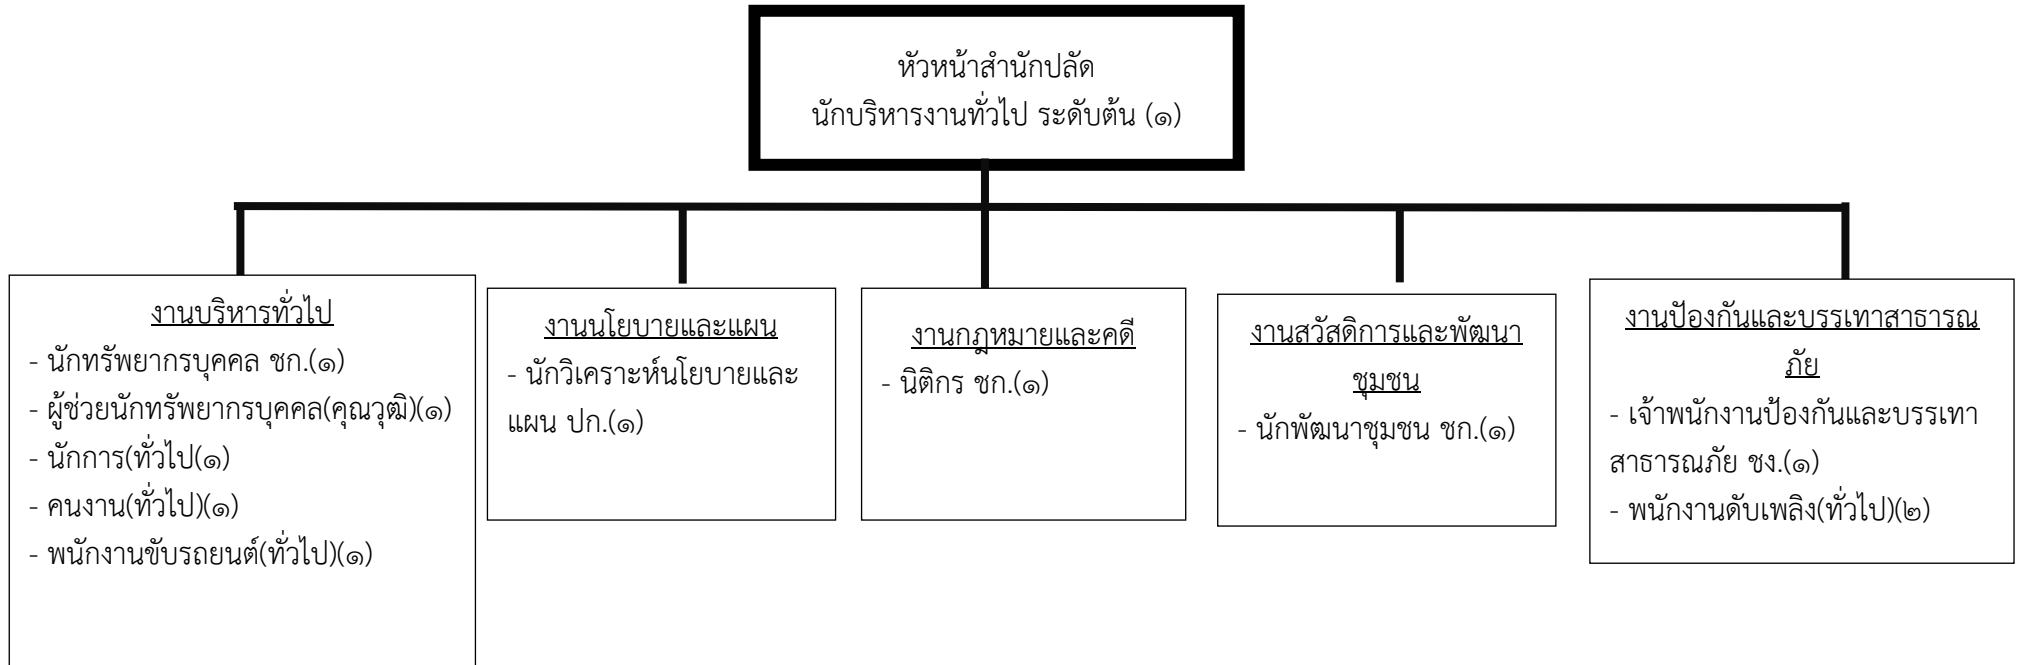 หัวหน้าสำนักปลัด
นักบริหารงานทั่วไป ระดับต้น (๑)
งานบริหารทั่วไป
- นักทรัพยากรบุคคล ชก.(๑)
- ผู้ช่วยนักทรัพยากรบุคคล(คุณวุฒิ)(๑)
- นักการ(ทั่วไป(๑)
- คนงาน(ทั่วไป)(๑)
- พนักงานขับรถยนต์(ทั่วไป)(๑)
งานนโยบายและแผน
- นักวิเคราะห์นโยบายและ
แผน ปก.(๑)
งานกฎหมายและคดี
- นิติกร ชก.(๑)
งานสวัสดิการและพัฒนา
ชุมชน
- นักพัฒนาชุมชน ชก.(๑)
งานป้องกันและบรรเทาสาธารณ
ภัย
- เจ้าพนักงานป้องกันและบรรเทา
สาธารณภัย ชง.(๑)
- พนักงานดับเพลิง(ทั่วไป)(๒)